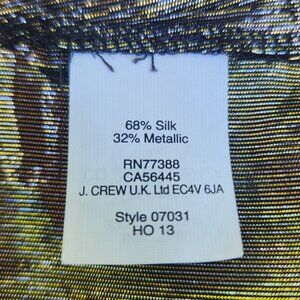 68% Silk
32% Metallic
RN77388
CA56445
J. CREW U.K. Ltd EC4V 6JA
Style 07031
HO 13